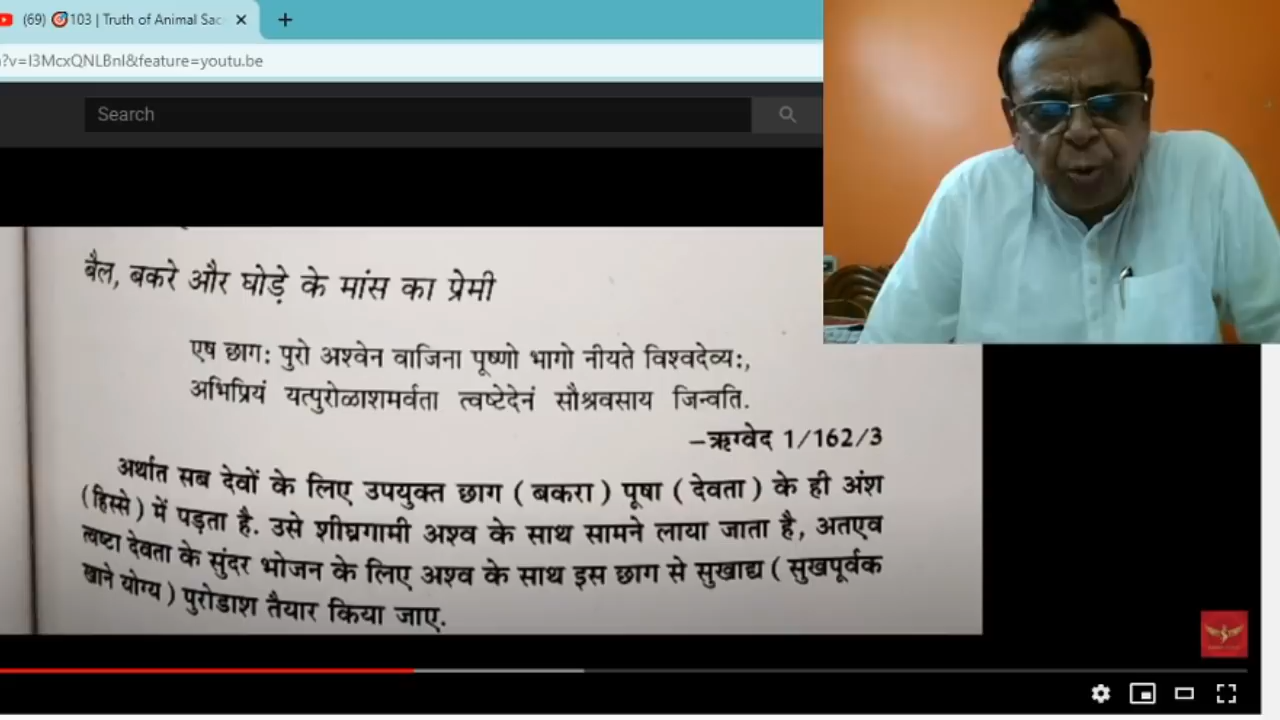 (69) 🎯103 | Truth of Animal Sac
?v=I3McxQNLBnI&feature=youtu.be
Search
बैल, बकरे और घोड़े के मांस का प्रेमी
एष छागः पुरो अश्वेन वाजिना पूष्णो भागो नीयते विश्वदेव्यः,
अभिप्रियं यत्पुरोळाशमर्वता त्वष्टेदेनं सौश्रवसाय जिन्वति.
–ऋग्वेद 1/162/3
अर्थात सब देवों के लिए उपयुक्त छाग ( बकरा ) पूषा ( देवता ) के ही अंश
( हिस्से ) में पड़ता है. उसे शीघ्रगामी अश्व के साथ सामने लाया जाता है, अतएव
त्वष्टा देवता के सुंदर भोजन के लिए अश्व के साथ इस छाग से सुखाद्य ( सुखपूर्वक
खाने योग्य ) पुरोडाश तैयार किया जाए.